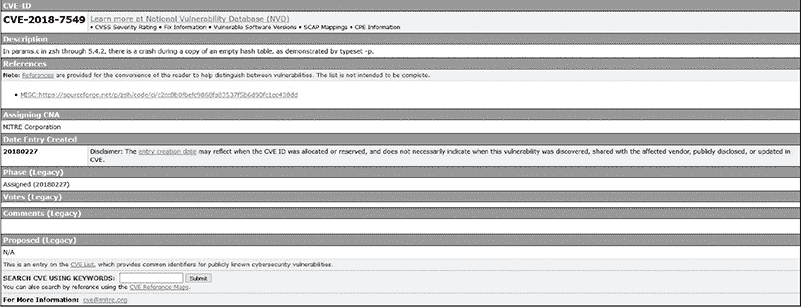 CVE-ID
CVE-2018-7549 Learn more at National Vulnerability Database (NVD)
• CVSS Severity Rating • Fix Information • Vulnerable Software Versions • SCAP Mappings • CPE Information
Description
In params.c in zsh through 5.4.2, there is a crash during a copy of an empty hash table, as demonstrated by typeset -p.
References
Note: References are provided for the convenience of the reader to help distinguish between vulnerabilities. The list is not intended to be complete.
• MISC:https://sourceforge.net/p/zsh/code/ci/
Assigning CNA
MITRE Corporation
Date Entry Created
20180227 Disclaimer: The entry creation date may reflect when the CVE ID was allocated or reserved, and does not necessarily indicate when this vulnerability was discovered, shared with the affected vendor, publicly disclosed, or updated in
CVE.
Phase (Legacy)
Assigned (20180227)
Votes (Legacy)
Comments (Legacy)
Proposed (Legacy)
N/A
This is an entry on the CVE List, which provides common identifiers for publicly known cybersecurity vulnerabilities.
SEARCH CVE USING KEYWORDS: Submit
You can also search by reference using the CVE Reference Maps.
For More Information: cve@mitre.org